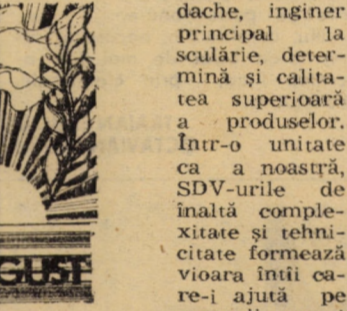 dache, inginer
principal la
sculărie, deter-
mină și calita-
tea superioară
a produselor.
Într-o unitate
ca a noastră,
SDV-urile de
înaltă comple-
xitate și tehni-
citate formează
vioara întîi ca-
re-i ajută pe
GUST